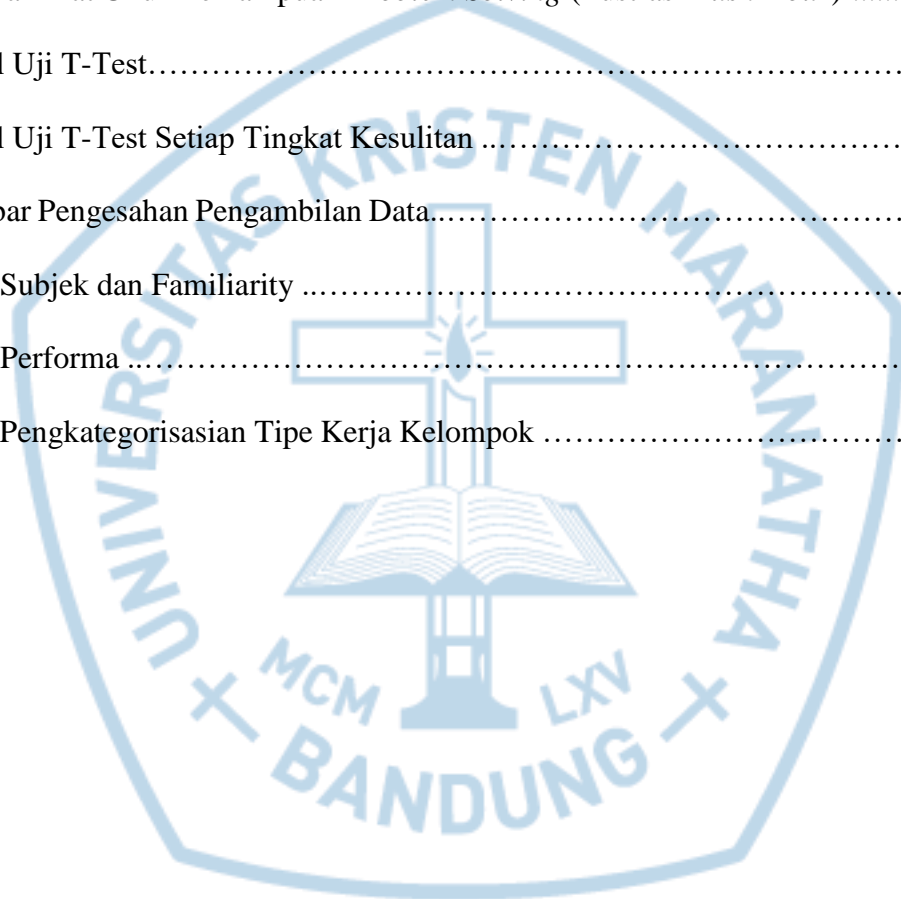 l Uji T-Test……………………………………………………………………
l Uji T-Test Setiap Tingkat Kesulitan ..………………………………………
bar Pengesahan Pengambilan Data..……………………………………………
Subjek dan Familiarity ..………………………………………………………
Performa ..……………………………………………………………………
Pengkategorisasian Tipe Kerja Kelompok ……………………………………
UNIVERSITAS KRISTEN MARANATHA
MCM LXV
BANDUNG